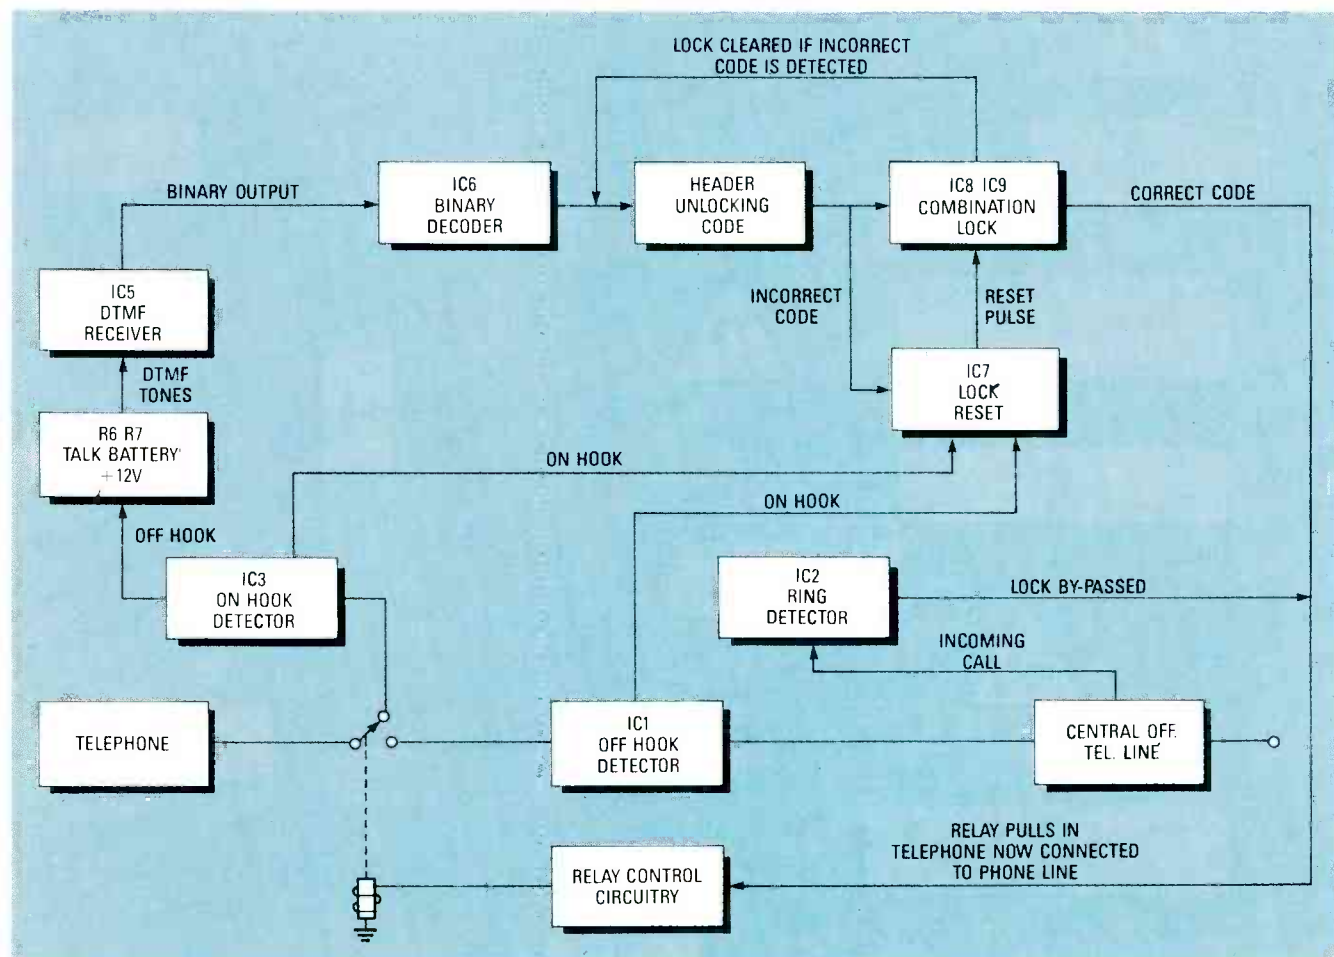 LOCK CLEARED IF INCORRECT
CODE IS DETECTED
BINARY OUTPUT
IC6
BINARY
DECODER
HEADER
UNLOCKING
CODE
IC8 IC9
COMBINATION
LOCK
CORRECT CODE
IC5
DTMF
RECEIVER
INCORRECT
CODE
RESET
PULSE
DTMF
TONES
IC7
LOCK
RESET
R6 R7
TALK BATTERY
+12V
ON HOOK
ON HOOK
OFF HOOK
IC3
ON HOOK
DETECTOR
IC2
RING
DETECTOR
LOCK BY-PASSED
INCOMING
CALL
TELEPHONE
IC1
OFF HOOK
DETECTOR
CENTRAL OFF.
TEL. LINE
RELAY PULLS IN
TELEPHONE NOW CONNECTED
TO PHONE LINE
RELAY CONTROL
CIRCUITRY